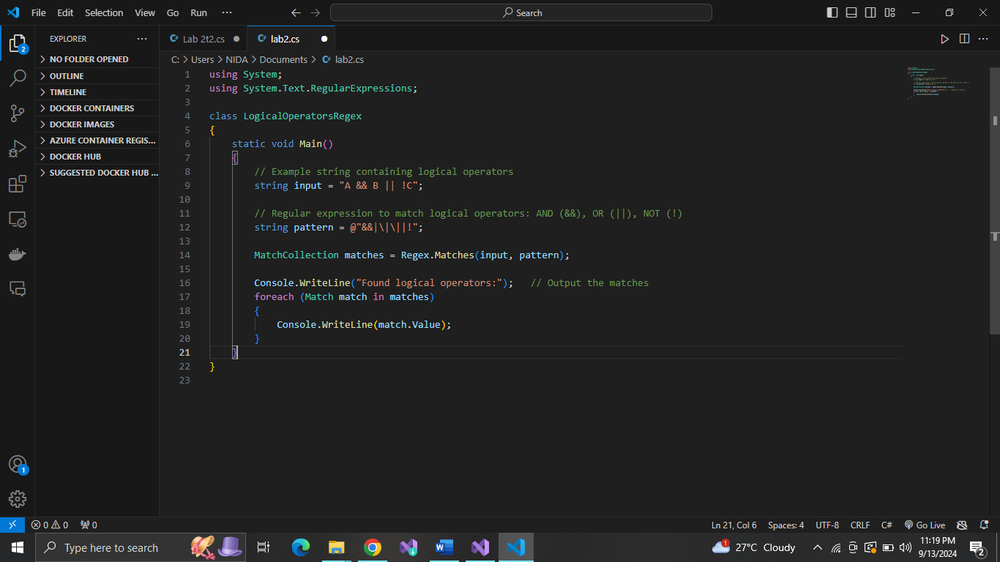 File Edit Selection View Go Run ···
Search
EXPLORER ···
NO FOLDER OPENED
OUTLINE
TIMELINE
DOCKER CONTAINERS
DOCKER IMAGES
AZURE CONTAINER REGIS...
DOCKER HUB
SUGGESTED DOCKER HUB ...
2
1
Lab 2t2.cs
lab2.cs
C: > Users > NIDA > Documents > lab2.cs
1 using System;
2 using System.Text.RegularExpressions;
3
4 class LogicalOperatorsRegex
5 {
6 static void Main()
7 {
8 // Example string containing logical operators
9 string input = "A && B || !C";
10
11 // Regular expression to match logical operators: AND (&&), OR (||), NOT (!)
12 string pattern = @"&&|\|\||!";
13
14 MatchCollection matches = Regex.Matches(input, pattern);
15
16 Console.WriteLine("Found logical operators:"); // Output the matches
17 foreach (Match match in matches)
18 {
19 Console.WriteLine(match.Value);
20 }
21 }
22 }
23
0 0 0
Ln 21, Col 6 Spaces: 4 UTF-8 CRLF C# Go Live
Type here to search
1 27°C Cloudy
11:19 PM
9/13/2024
2